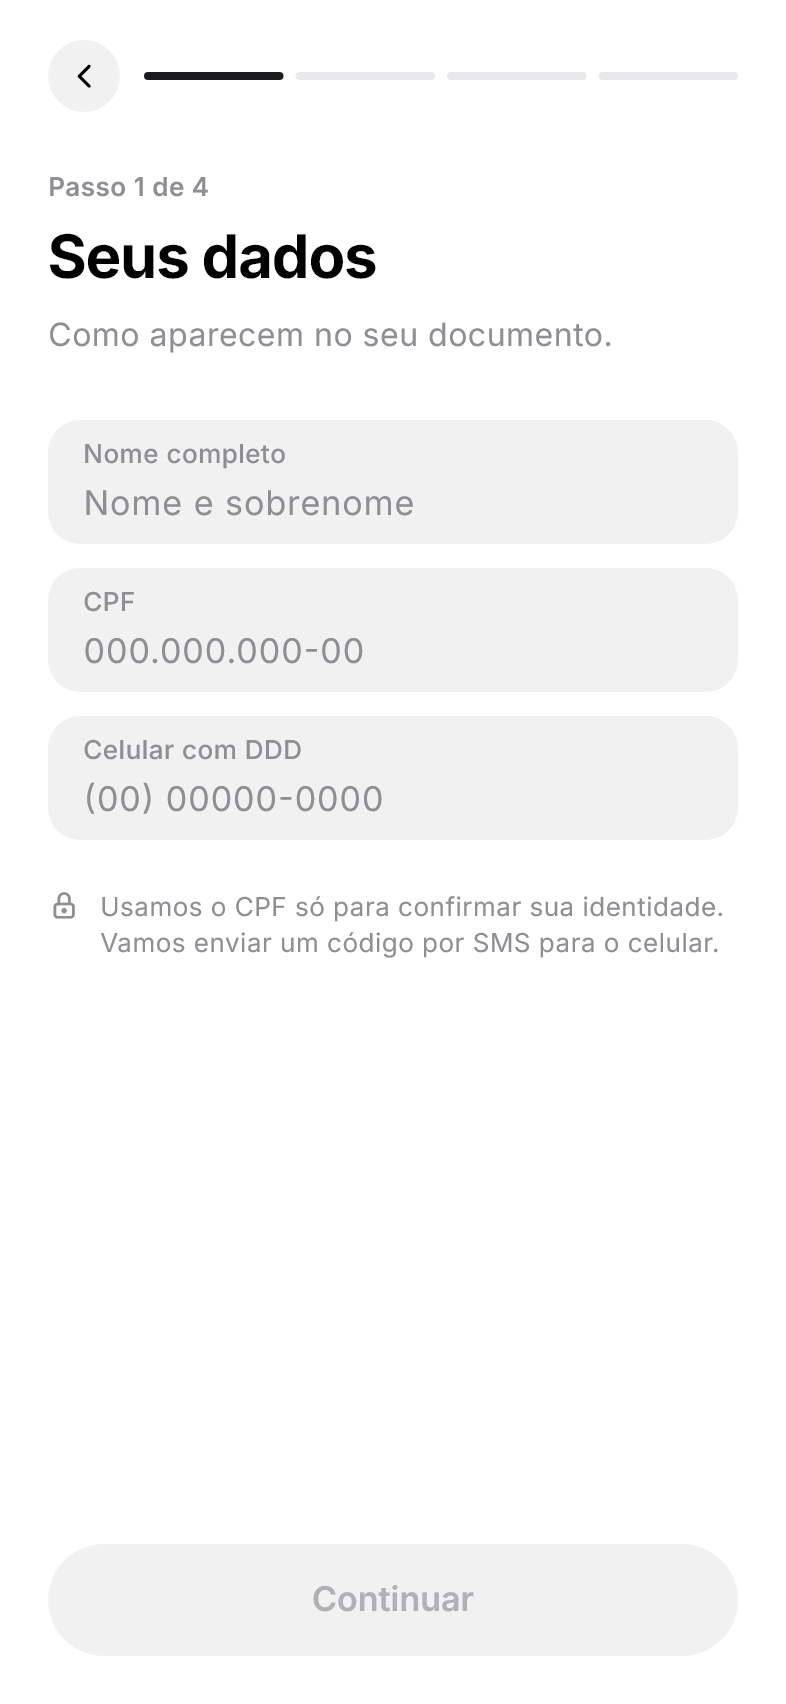 Passo 1 de 4
Seus dados
Como aparecem no seu documento.
Nome completo
Nome e sobrenome
CPF
000.000.000-00
Celular com DDD
(00) 00000-0000
Usamos o CPF só para confirmar sua identidade.
Vamos enviar um código por SMS para o celular.
Continuar